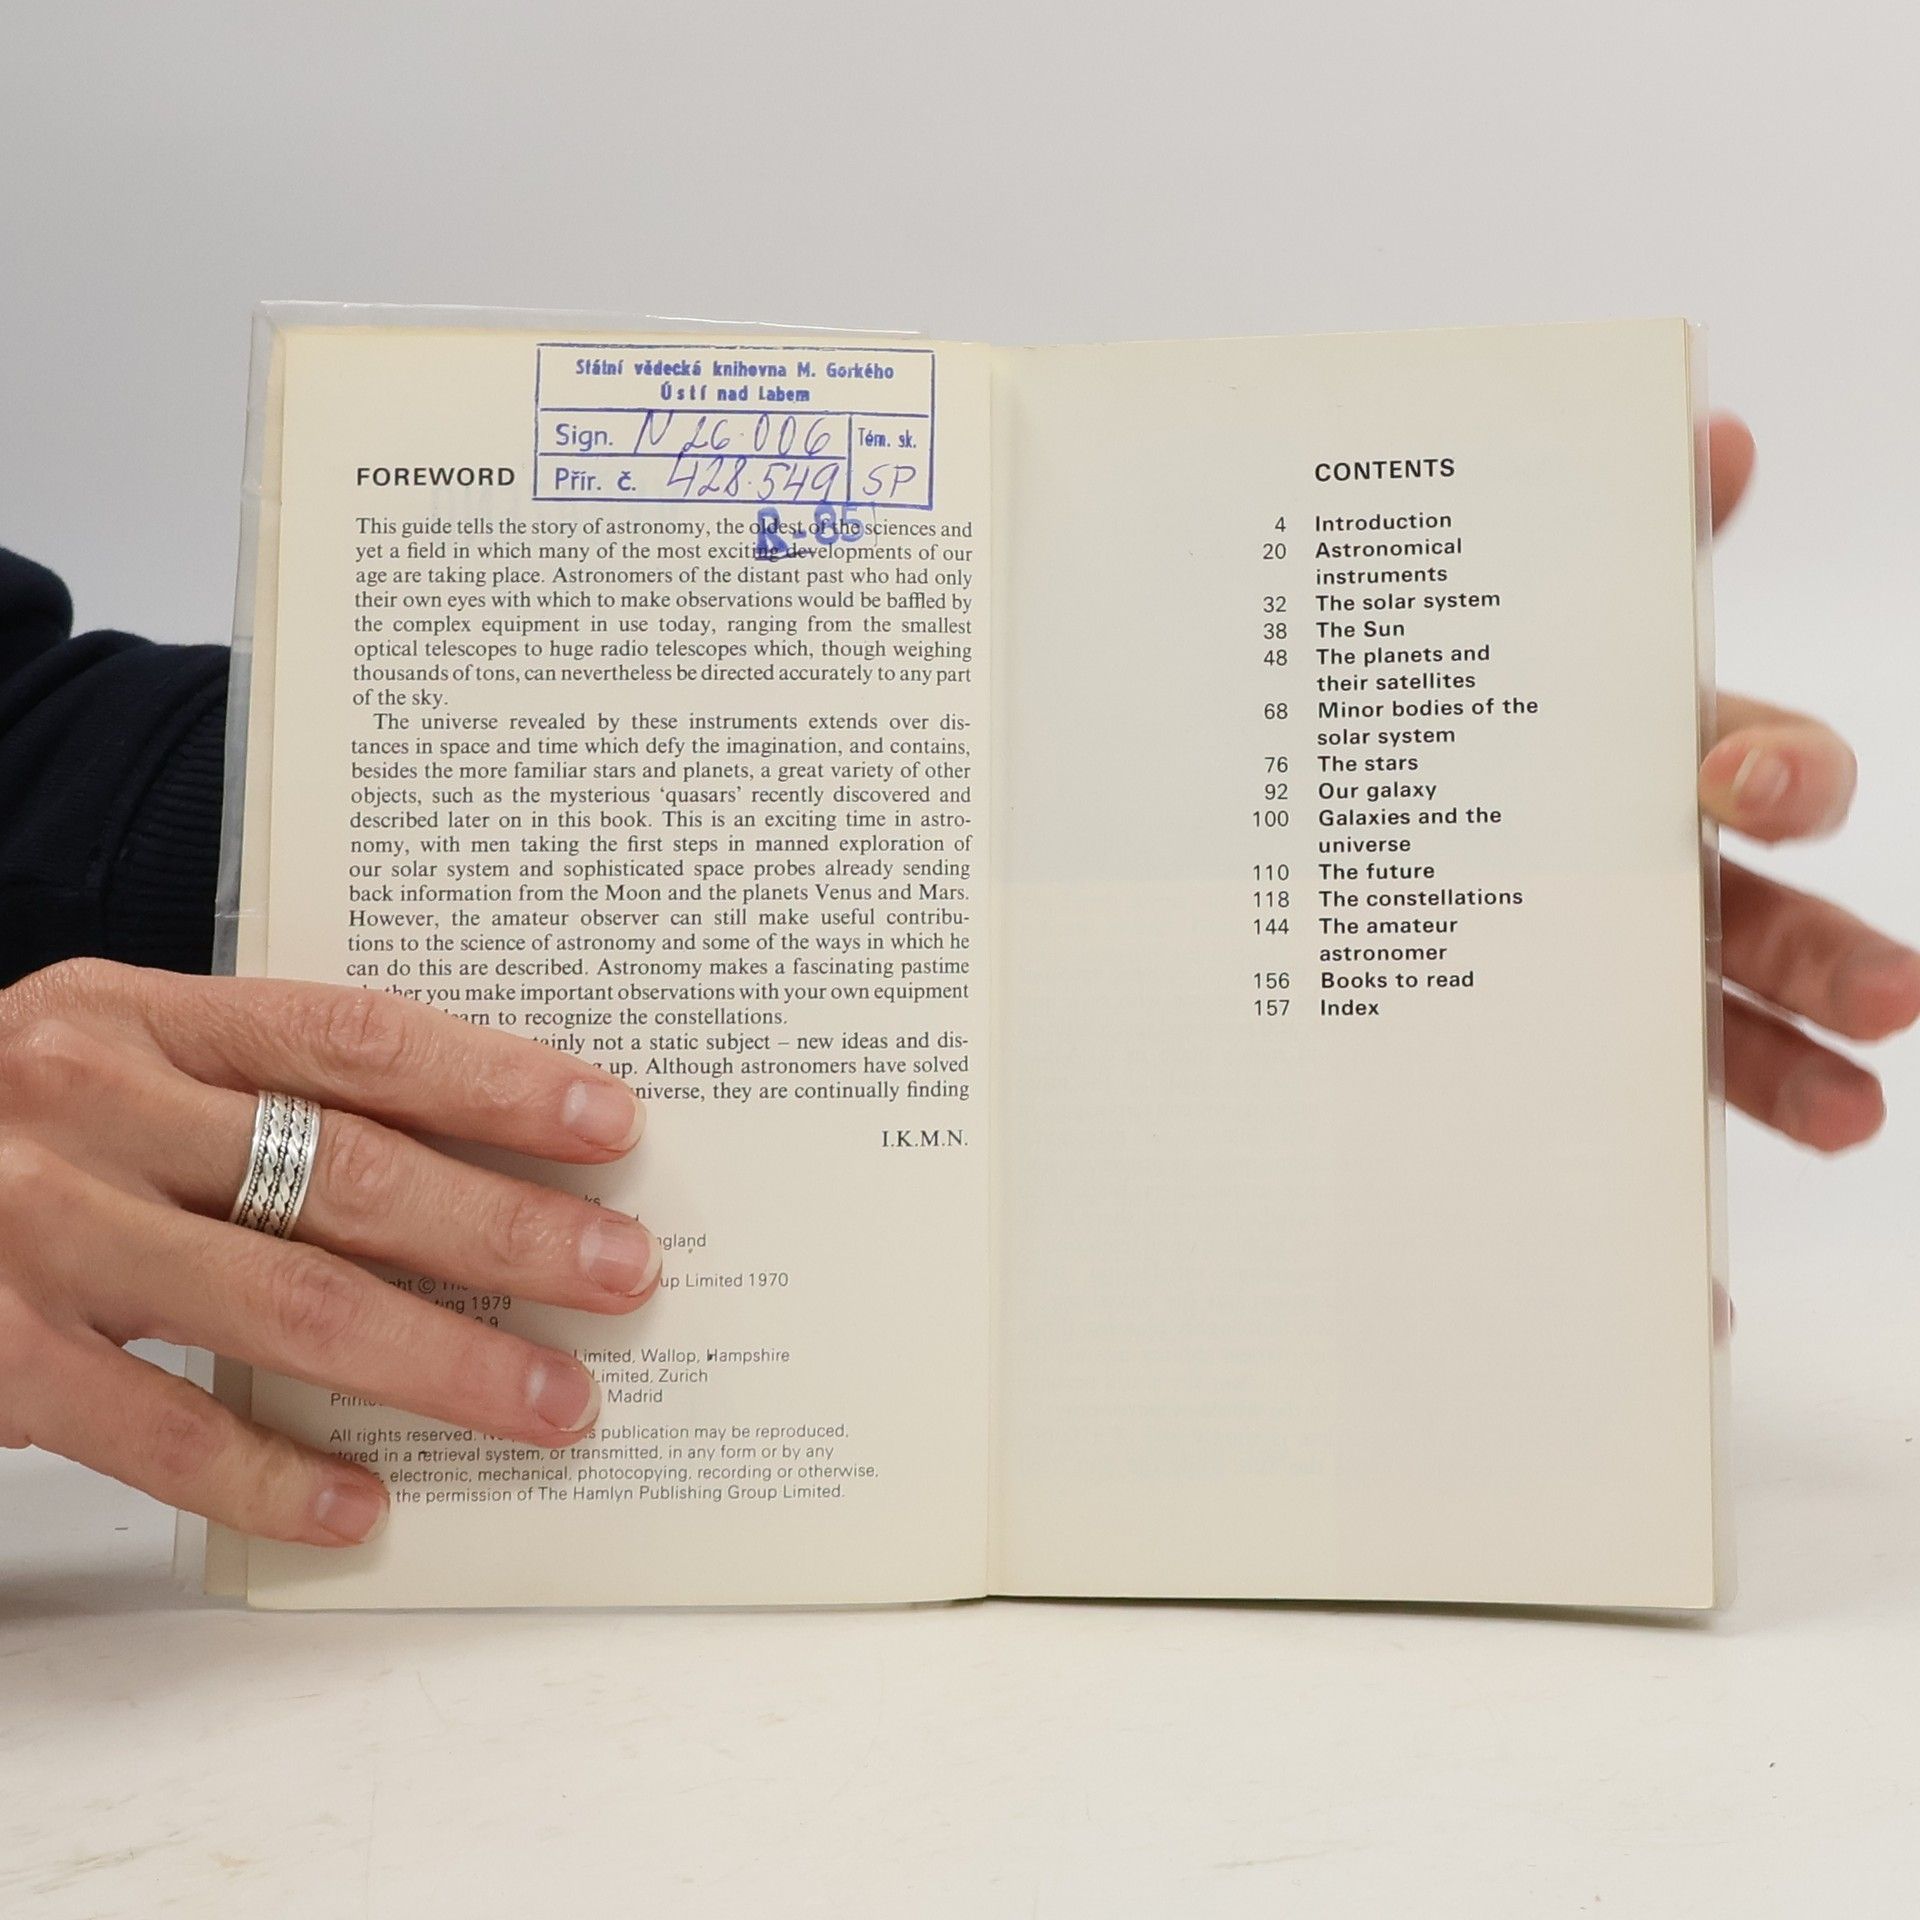 Státní vědecká knihovna M. Gorkého
Ústí nad Labem
Sign. N 26.006
Tém. sk.
Přír. č. 428.549
SP
R-85
FOREWORD
This guide tells the story of astronomy, the oldest of the sciences and
yet a field in which many of the most exciting developments of our
age are taking place. Astronomers of the distant past who had only
their own eyes with which to make observations would be baffled by
the complex equipment in use today, ranging from the smallest
optical telescopes to huge radio telescopes which, though weighing
thousands of tons, can nevertheless be directed accurately to any part
of the sky.
The universe revealed by these instruments extends over dis-
tances in space and time which defy the imagination, and contains,
besides the more familiar stars and planets, a great variety of other
objects, such as the mysterious ‘quasars’ recently discovered and
described later on in this book. This is an exciting time in astro-
nomy, with men taking the first steps in manned exploration of
our solar system and sophisticated space probes already sending
back information from the Moon and the planets Venus and Mars.
However, the amateur observer can still make useful contribu-
tions to the science of astronomy and some of the ways in which he
can do this are described. Astronomy makes a fascinating pastime
you make important observations with your own equipment
to recognize the constellations.
not a static subject – new ideas and dis-
up. Although astronomers have solved
they are continually finding
I.K.M.N.
©
up Limited 1970
1979
Limited, Wallop, Hampshire
Limited, Zurich
Madrid
All rights reserved. publication may be reproduced,
in a retrieval system, or transmitted, in any form or by any
electronic, mechanical, photocopying, recording or otherwise,
the permission of The Hamlyn Publishing Group Limited.
CONTENTS
4 Introduction
20 Astronomical
instruments
32 The solar system
38 The Sun
48 The planets and
their satellites
68 Minor bodies of the
solar system
76 The stars
92 Our galaxy
100 Galaxies and the
universe
110 The future
118 The constellations
144 The amateur
astronomer
156 Books to read
157 Index